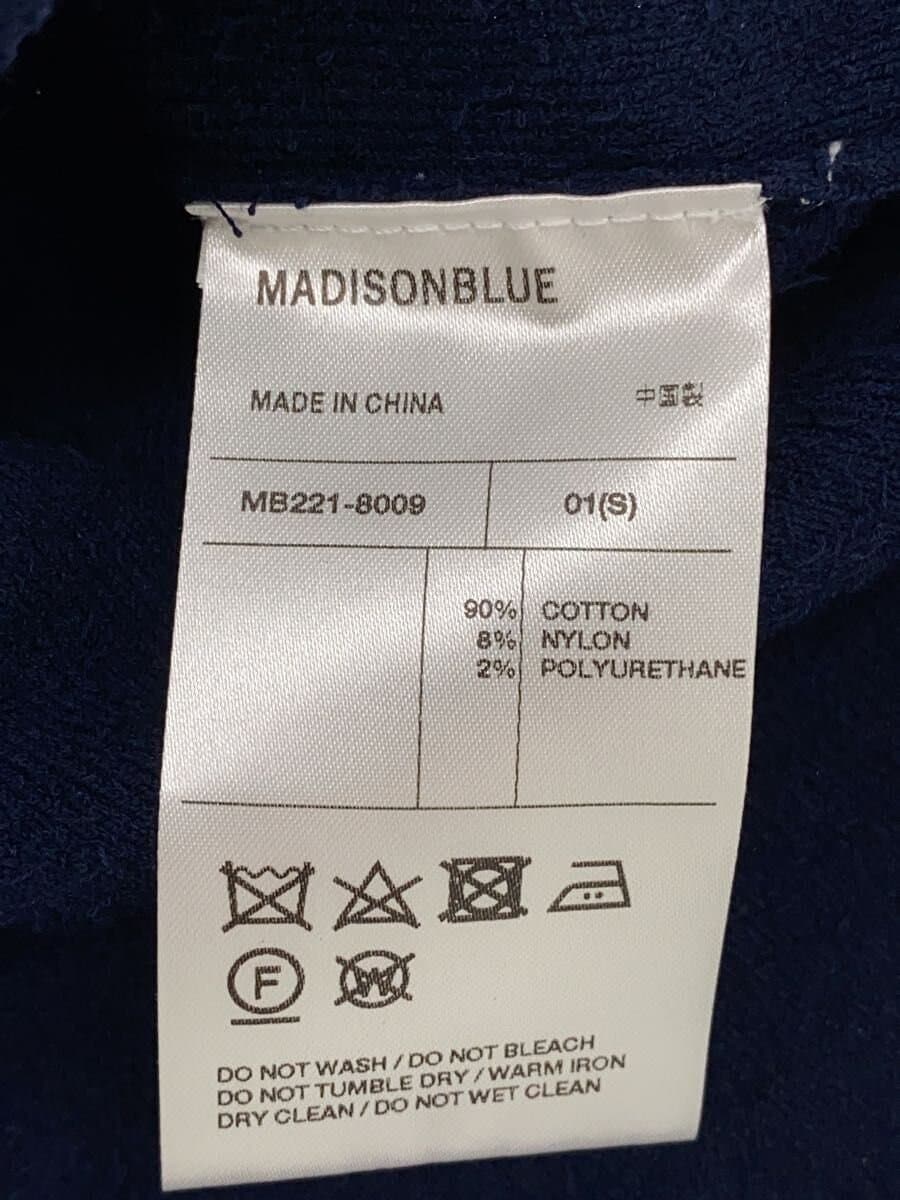 MADISONBLUE
MADE IN CHINA 中国製
MB221-8009 01(S)
90% COTTON
8% NYLON
2% POLYURETHANE
F W
DO NOT WASH / DO NOT BLEACH
DO NOT TUMBLE DRY / WARM IRON
DRY CLEAN / DO NOT WET CLEAN